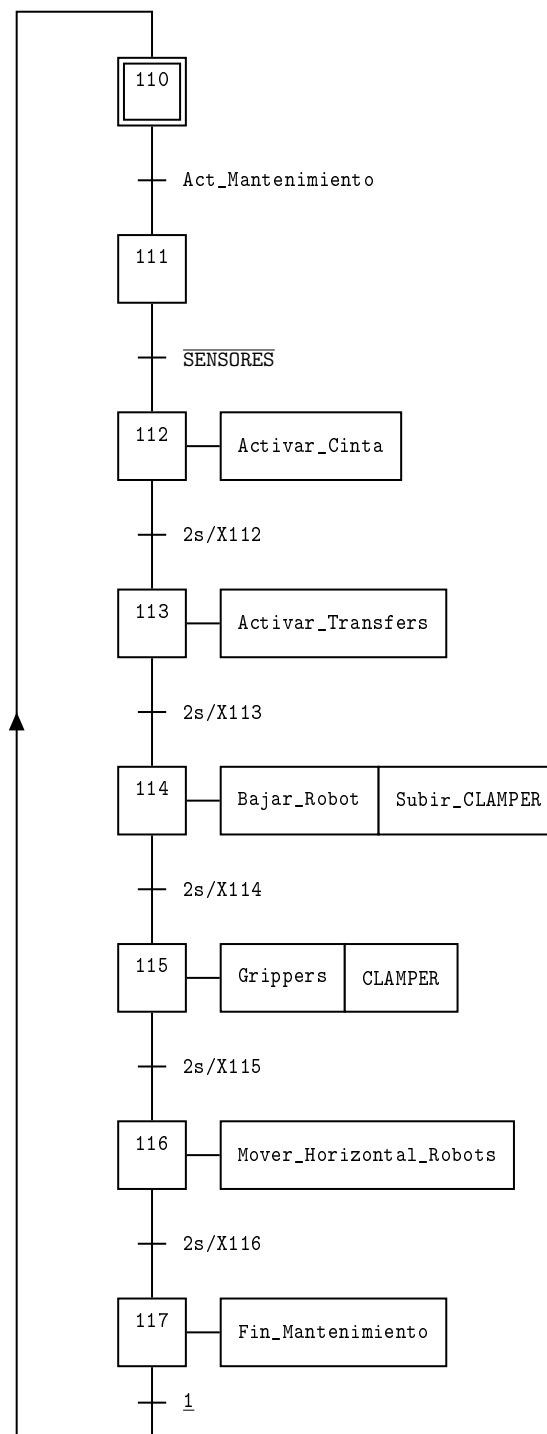 110
Act_Mantenimiento
111
SENSORES
112
Activar_Cinta
2s/X112
113
Activar_Transfers
2s/X113
114
Bajar_Robot Subir_CLAMPER
2s/X114
115
Grippers CLAMPER
2s/X115
116
Mover_Horizontal_Robots
2s/X116
117
Fin_Mantenimiento
1